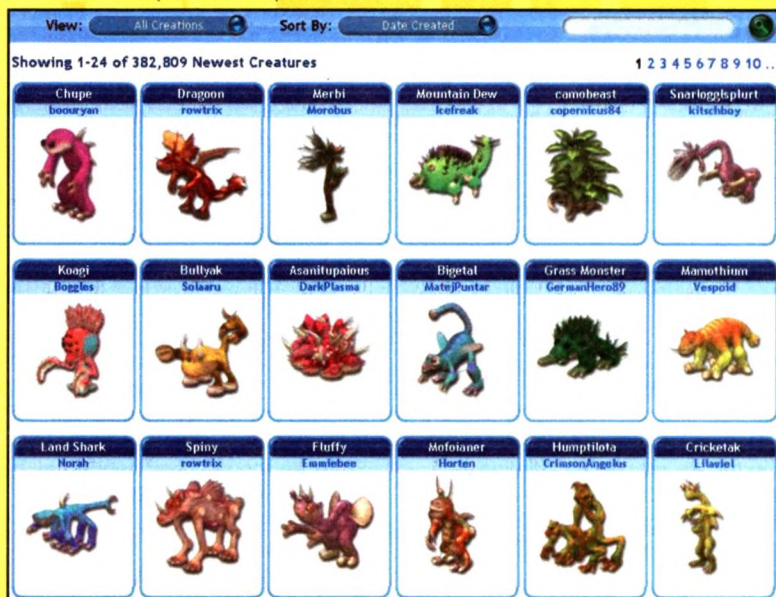 View: All Creations Sort By: Date Created
Showing 1-24 of 382,809 Newest Creatures 1 2 3 4 5 6 7 8 9 10 ..
Chupe Dragoon Merbi Mountain Dew camobeast Snarlogglsplurt
boouryan rowtrix Morobus Icefreak copernicus84 kitschboy
Koagi Bullyak Asanitupaious Bigetal Grass Monster Mamothium
Boggles Solaaru DarkPlasma MatejPuntar GermanHero89 Vespoid
Land Shark Spiny Fluffy Mofoianer Humptilota Cricketak
Norah rowtrix Emmiebee Horten CrimsonAngelus Lilaviel